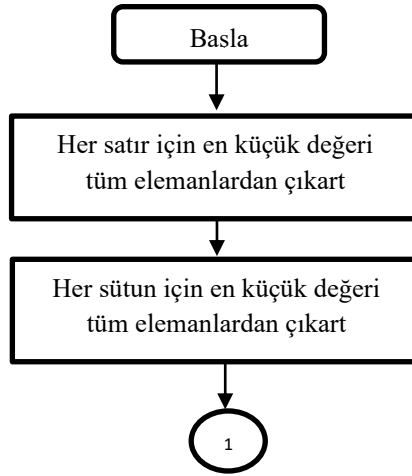 Basla
Her satır için en küçük değeri
tüm elemanlardan çıkart
Her sütun için en küçük değeri
tüm elemanlardan çıkart
1